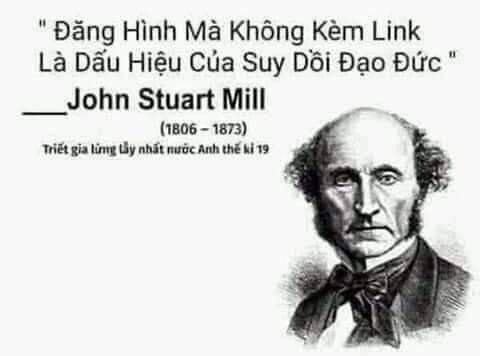 " Đăng Hình Mà Không Kèm Link
Là Dấu Hiệu Của Suy Dồi Đạo Đức "
___John Stuart Mill
(1806 – 1873)
Triết gia lừng lẫy nhất nước Anh thế kỉ 19